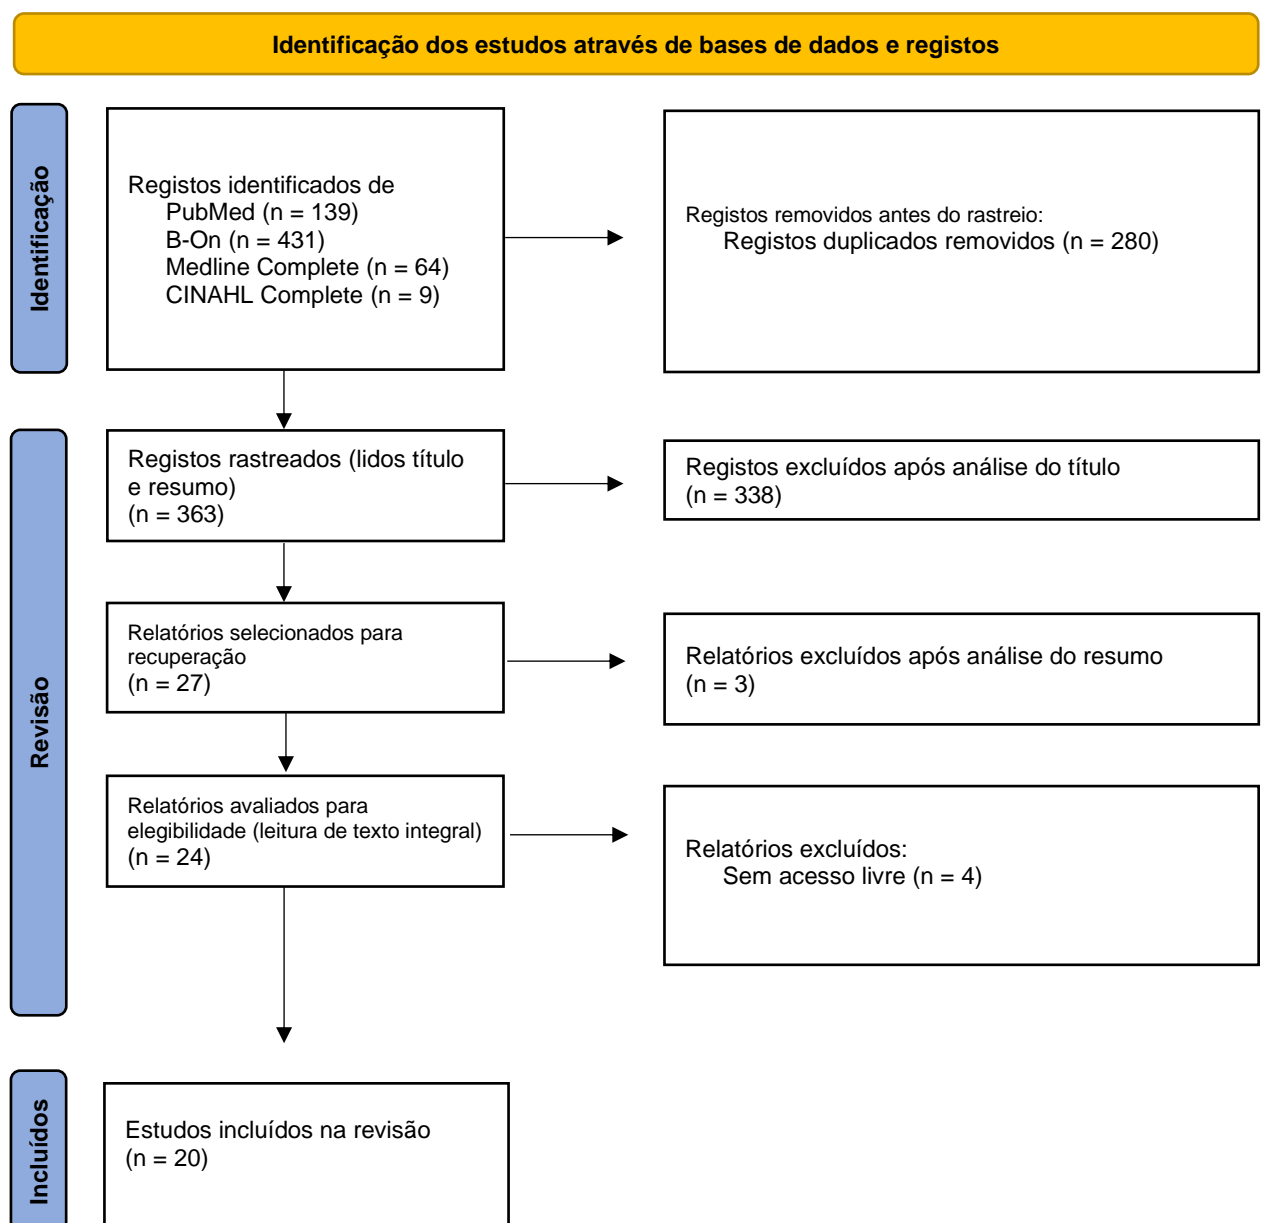 Identificação dos estudos através de bases de dados e registos
Identificação
Registos identificados de
PubMed (n = 139)
B-On (n = 431)
Medline Complete (n = 64)
CINAHL Complete (n = 9)
Registos removidos antes do rastreio:
Registos duplicados removidos (n = 280)
Revisão
Registos rastreados (lidos título
e resumo)
(n = 363)
Registos excluídos após análise do título
(n = 338)
Relatórios selecionados para
recuperação
(n = 27)
Relatórios excluídos após análise do resumo
(n = 3)
Relatórios avaliados para
elegibilidade (leitura de texto integral)
(n = 24)
Relatórios excluídos:
Sem acesso livre (n = 4)
Incluídos
Estudos incluídos na revisão
(n = 20)